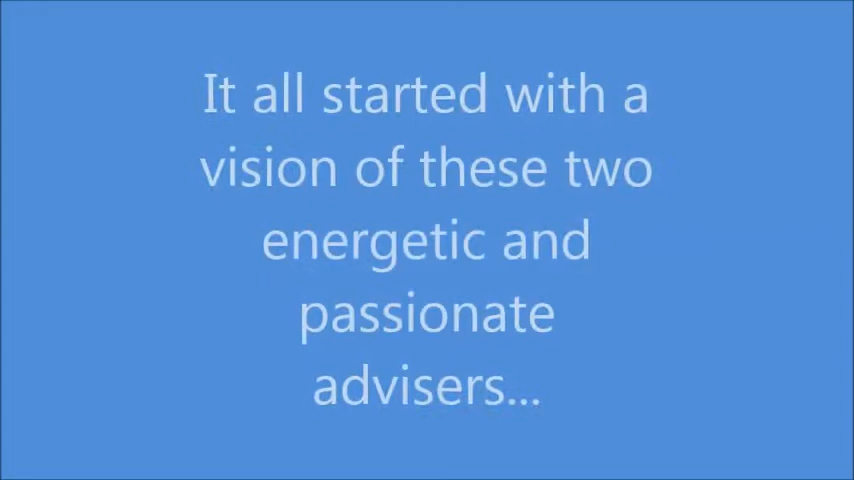 It all started with a
vision of these two
energetic and
passionate
advisers...